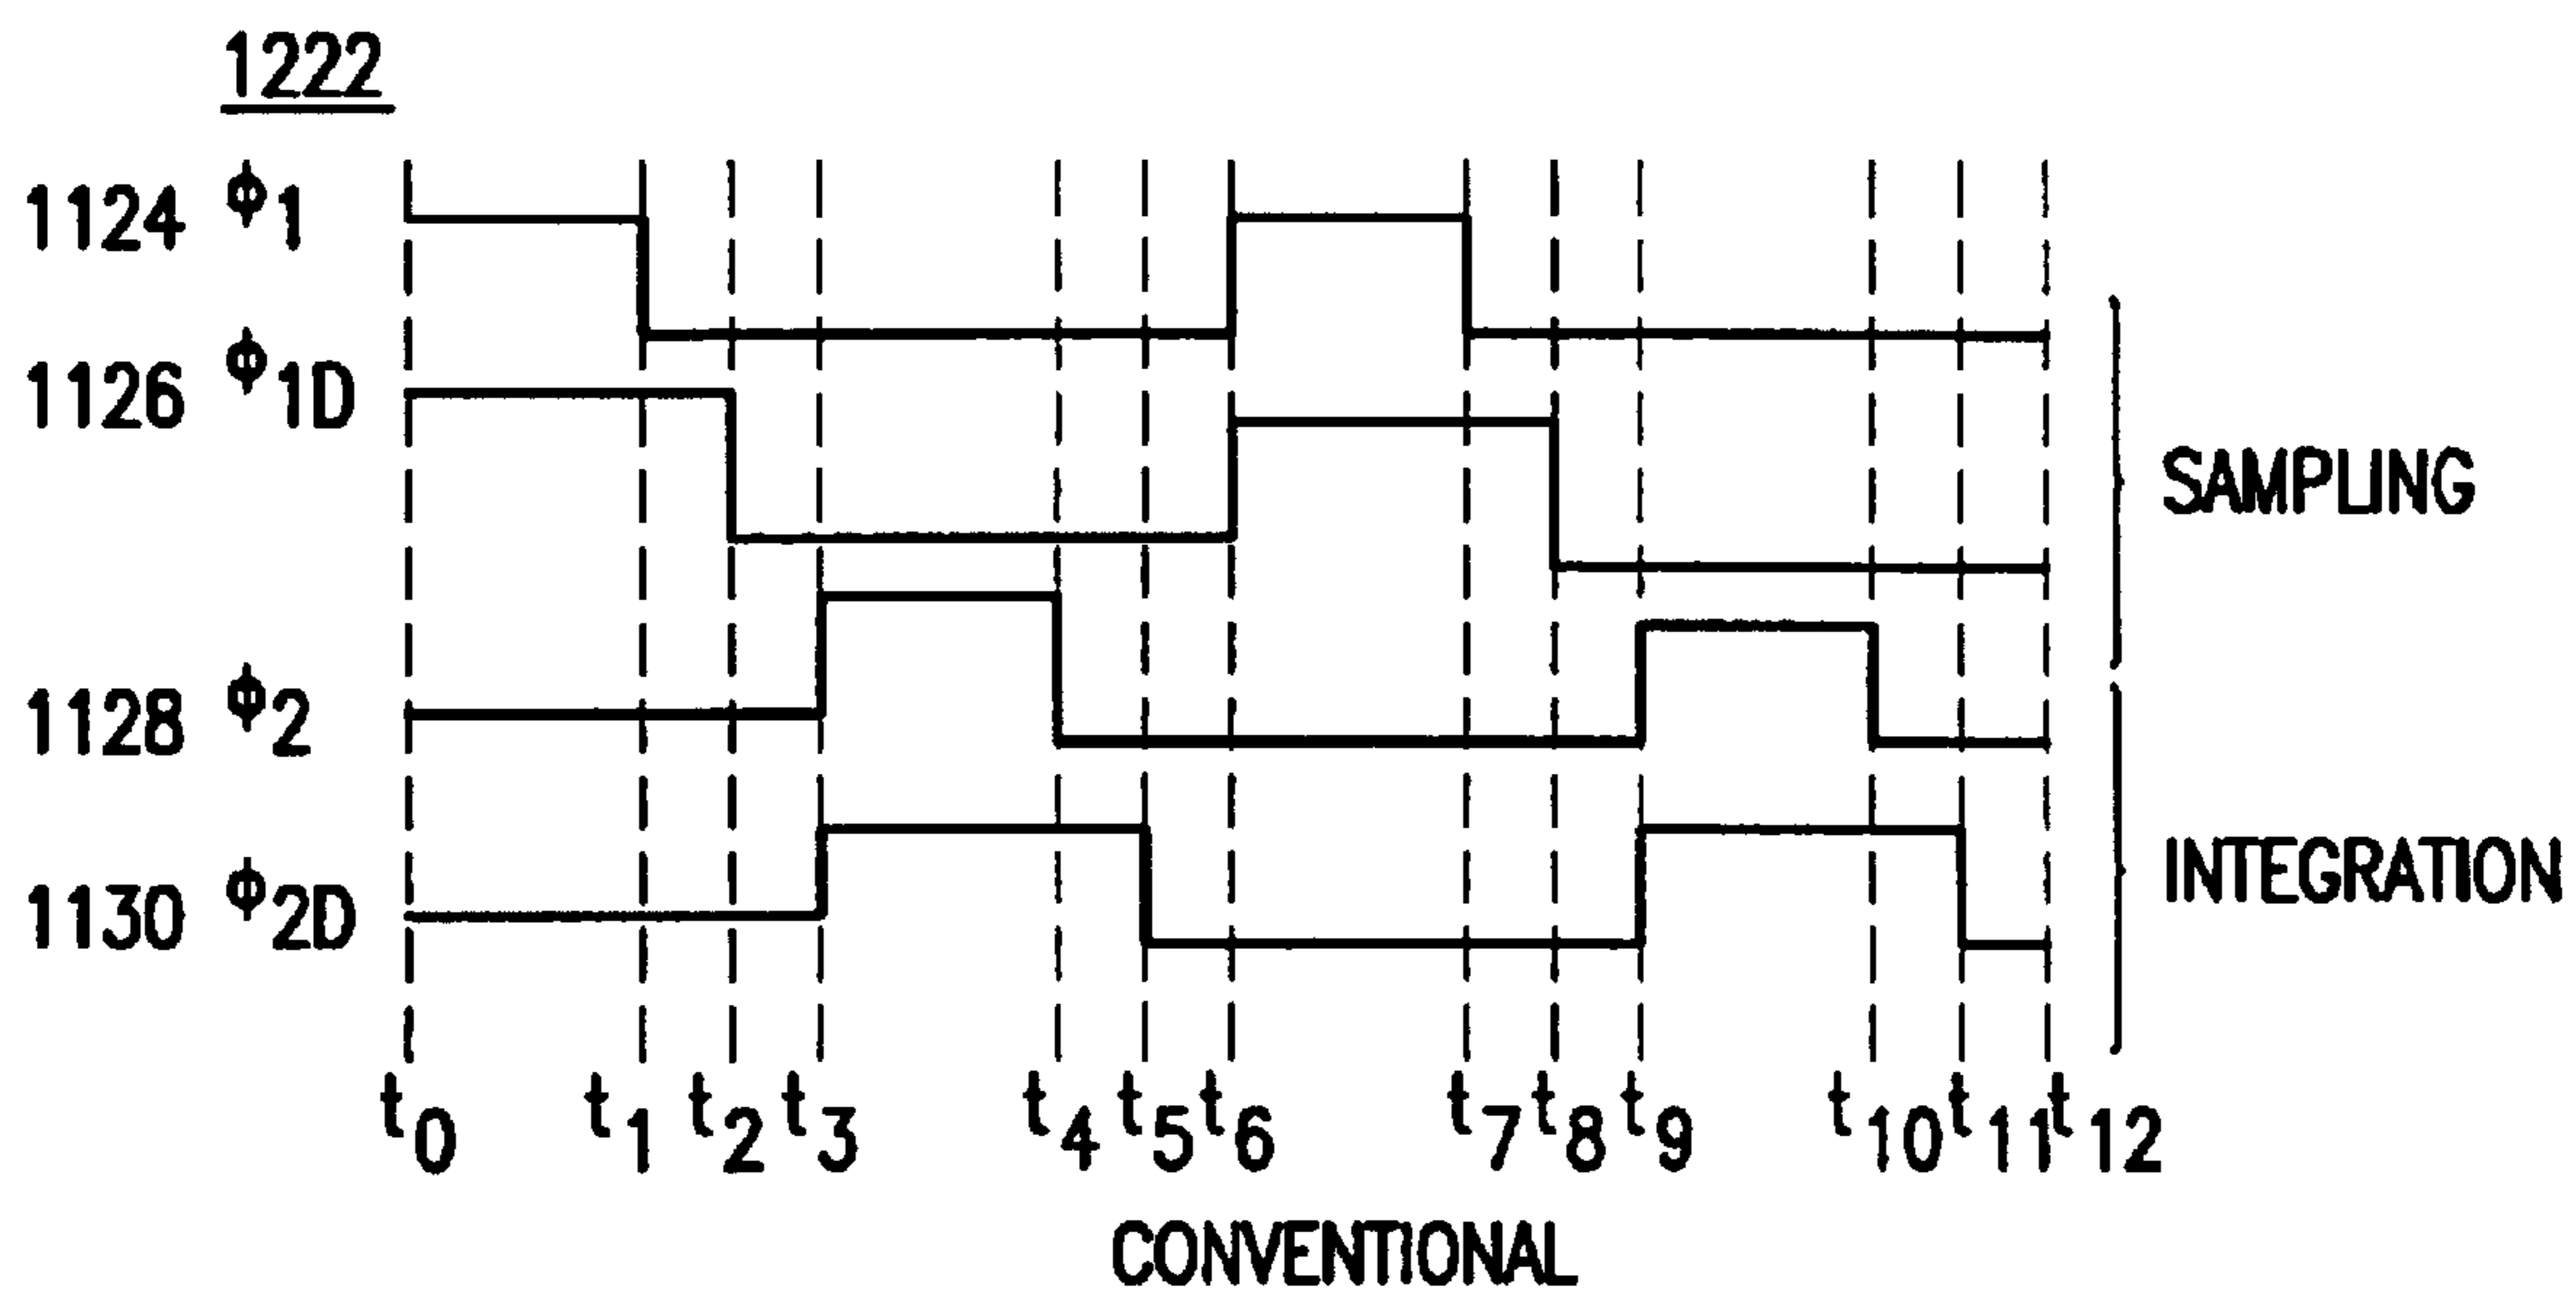 1222
1124 ϕ1
1126 ϕ1D
SAMPLING
1128 ϕ2
1130 ϕ2D
INTEGRATION
t0 t1 t2 t3 t4 t5 t6 t7 t8 t9 t10 t11 t12
CONVENTIONAL